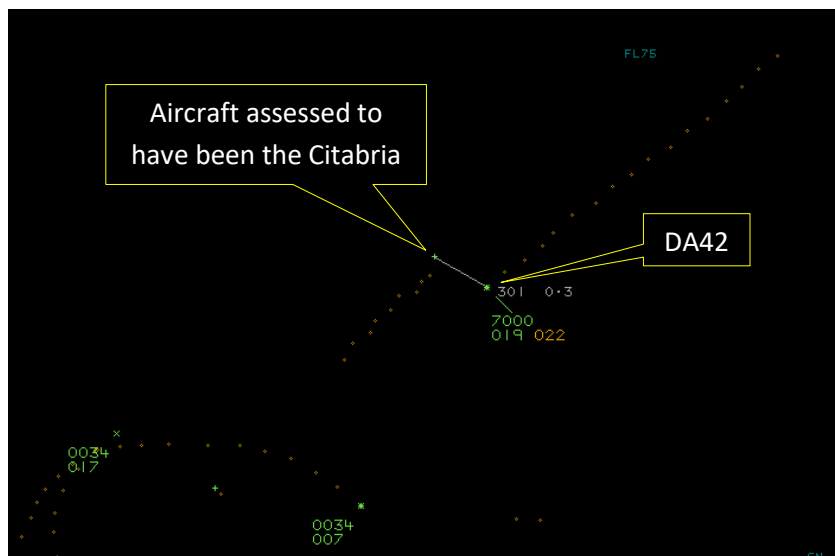 FL75
Aircraft assessed to
have been the Citabria
DA42
301 0·3
7000
019 022
0034
017
0034
007